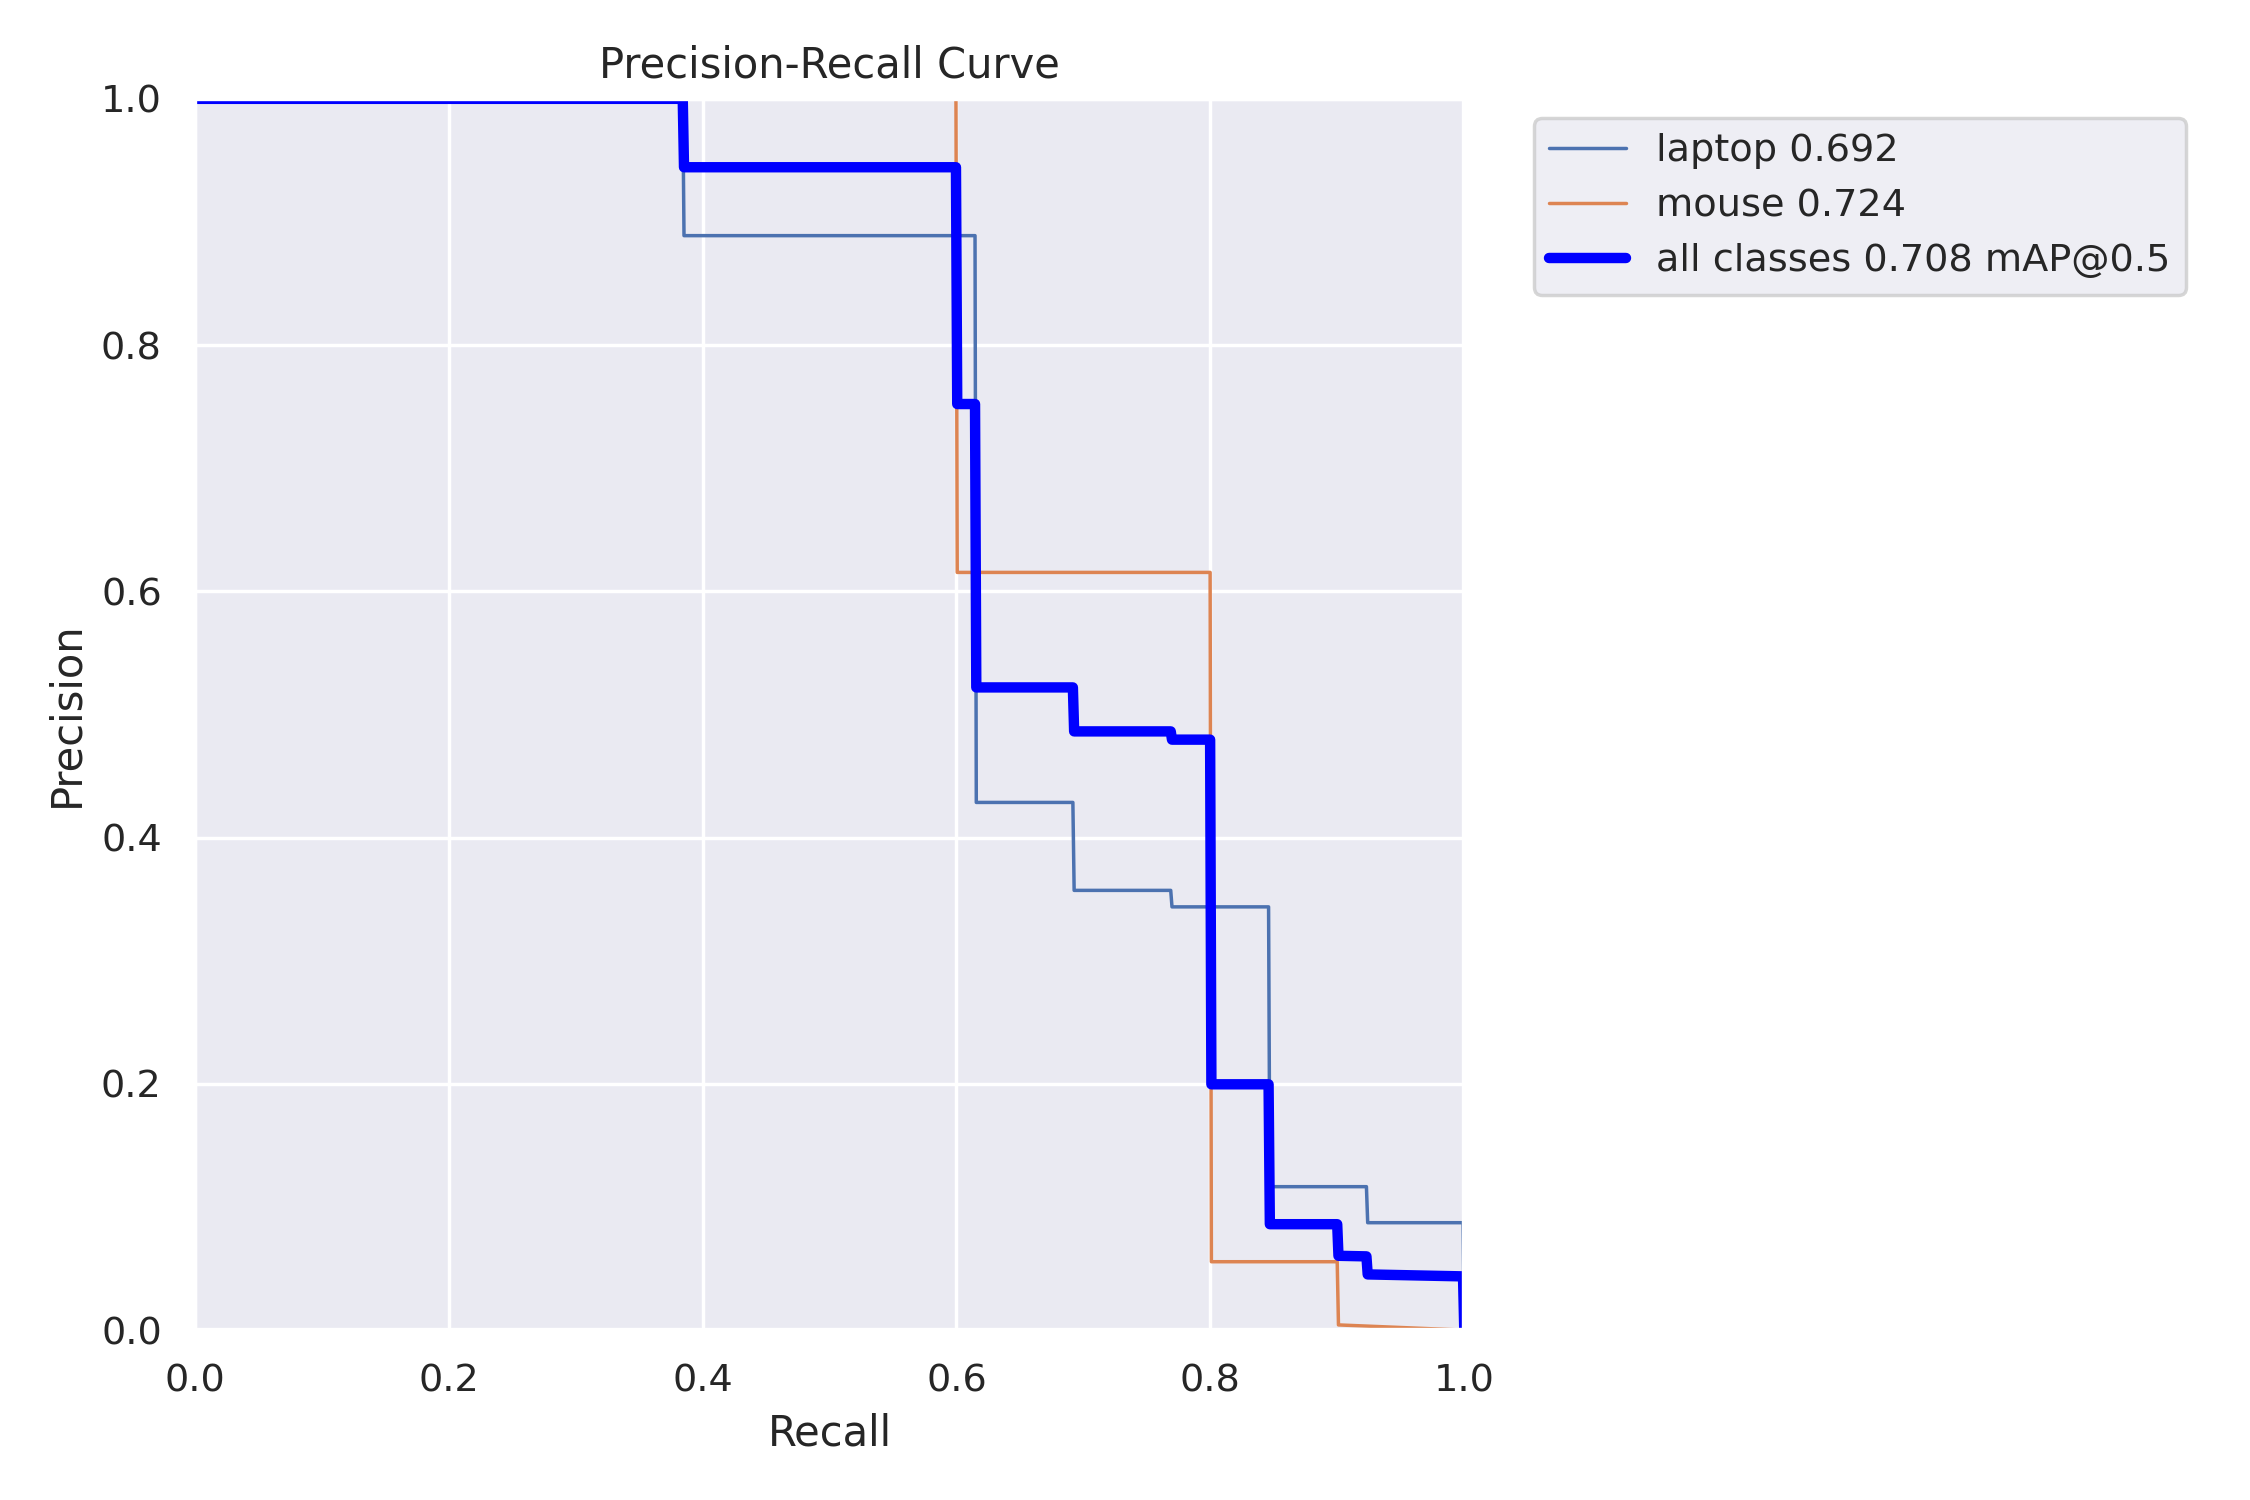 Precision-Recall Curve
1.0
0.8
0.6
0.4
0.2
0.0
Precision
0.0 0.2 0.4 0.6 0.8 1.0
Recall
laptop 0.692
mouse 0.724
all classes 0.708 mAP@0.5